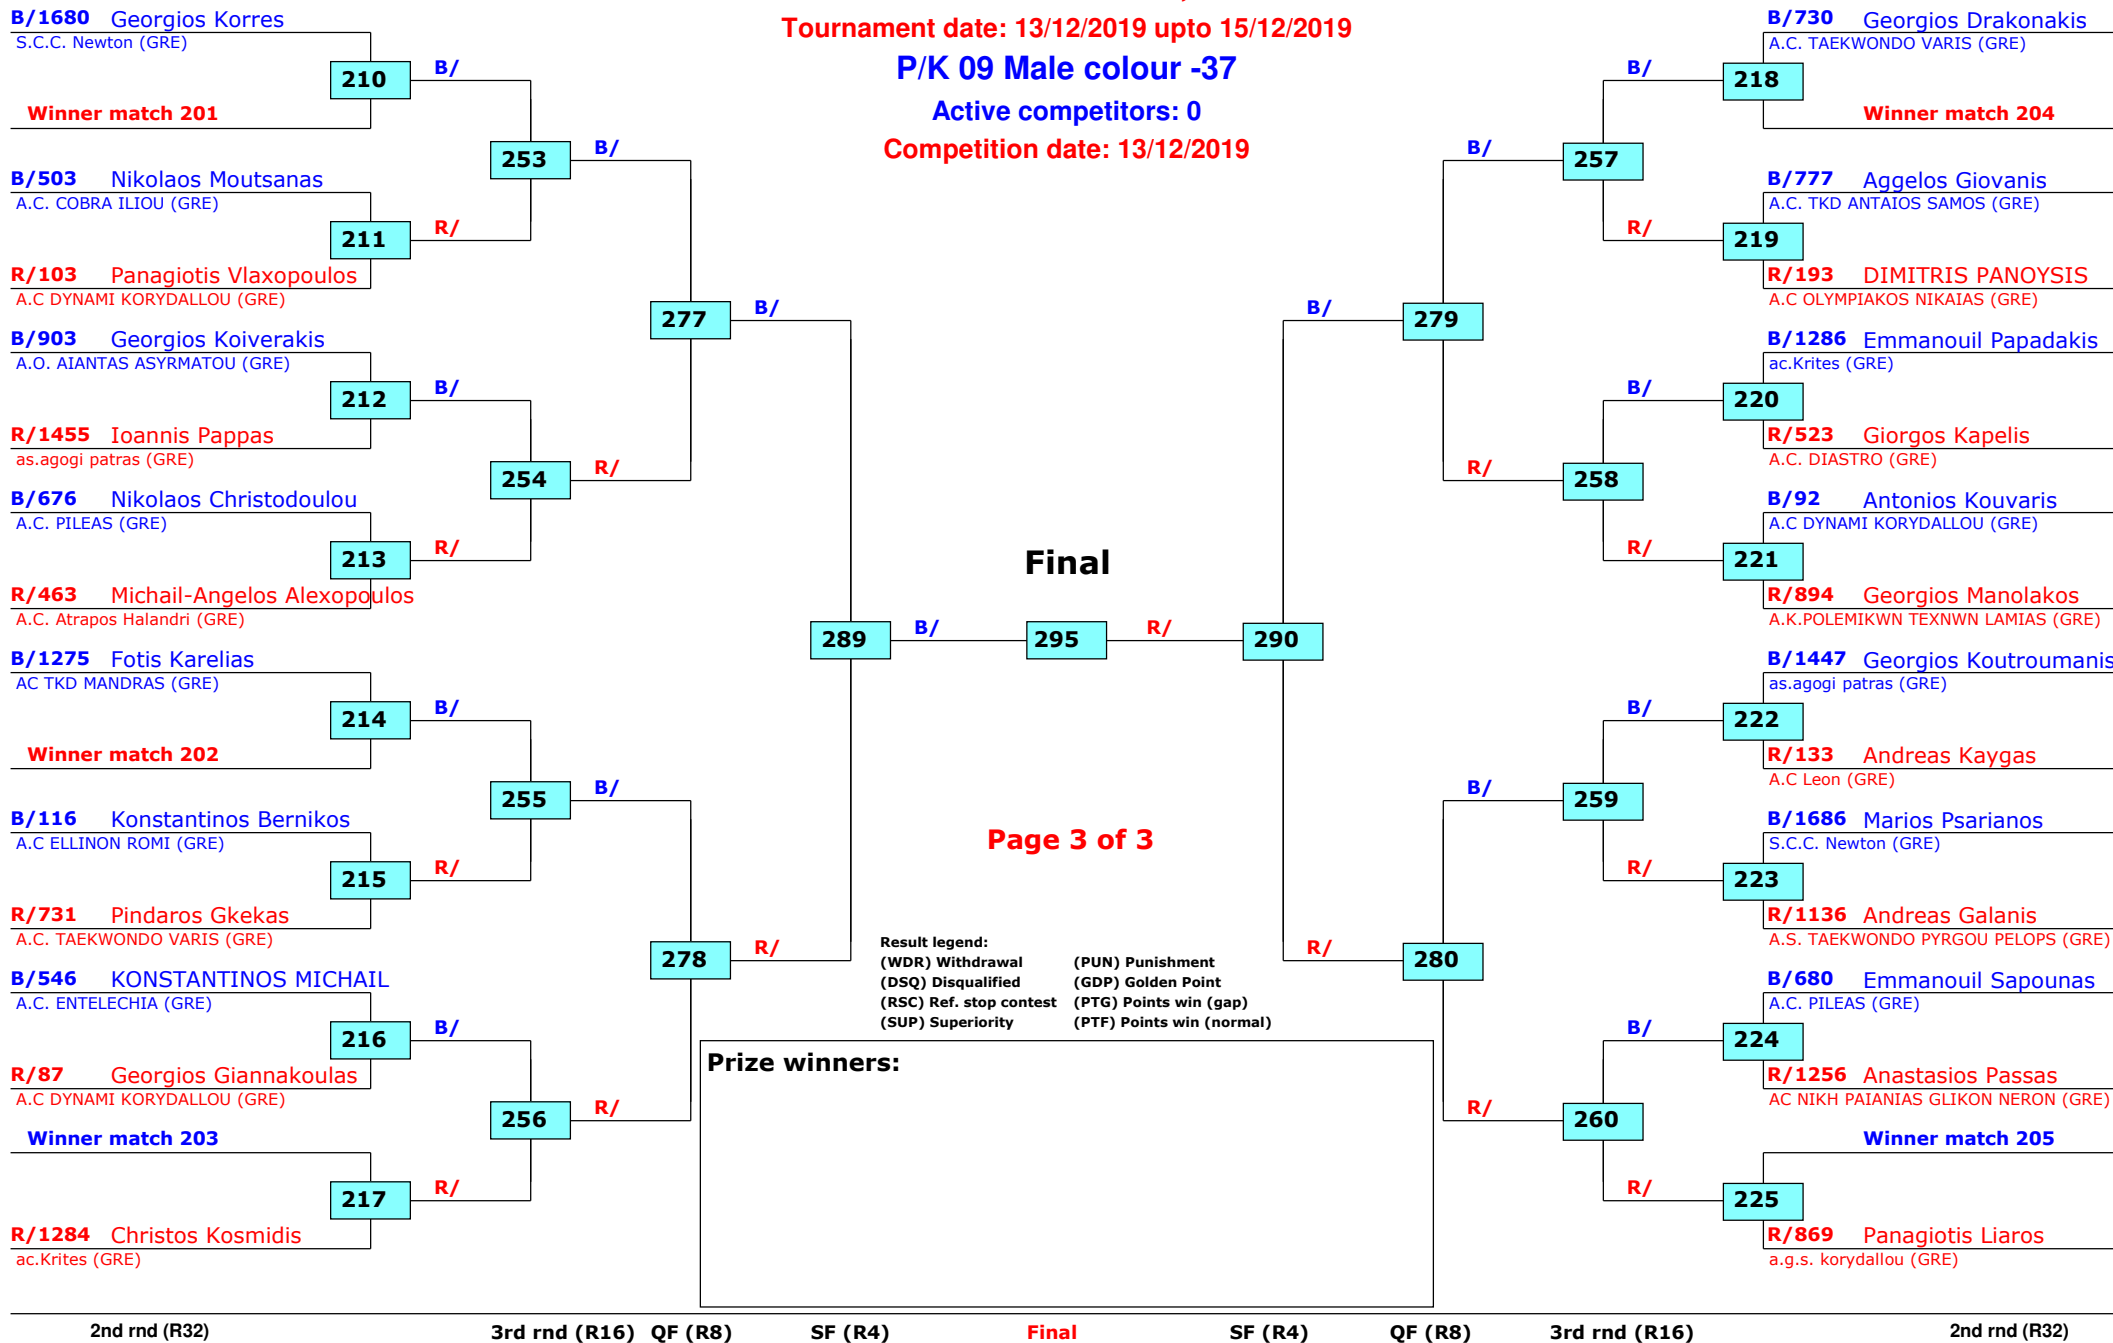 Tournament date: 13/12/2019 upto 15/12/2019
P/K 09 Male colour -37
Active competitors: 0
Competition date: 13/12/2019
B/1680 Georgios Korres
S.C.C. Newton (GRE)
210
B/
Winner match 201
253
B/
B/503 Nikolaos Moutsanas
A.C. COBRA ILIOU (GRE)
211
R/
R/103 Panagiotis Vlaxopoulos
A.C DYNAMI KORYDALLOU (GRE)
277
B/
B/903 Georgios Koiverakis
A.O. AIANTAS ASYRMATOU (GRE)
212
B/
R/1455 Ioannis Pappas
as.agogi patras (GRE)
254
R/
B/676 Nikolaos Christodoulou
A.C. PILEAS (GRE)
213
R/
R/463 Michail-Angelos Alexopoulos
A.C. Atrapos Halandri (GRE)
289
B/
B/1275 Fotis Karelias
AC TKD MANDRAS (GRE)
214
B/
Winner match 202
255
B/
B/116 Konstantinos Bernikos
A.C ELLINON ROMI (GRE)
215
R/
R/731 Pindaros Gkekas
A.C. TAEKWONDO VARIS (GRE)
278
R/
B/546 KONSTANTINOS MICHAIL
A.C. ENTELECHIA (GRE)
216
B/
R/87 Georgios Giannakoulas
A.C DYNAMI KORYDALLOU (GRE)
256
R/
Winner match 203
217
R/
R/1284 Christos Kosmidis
ac.Krites (GRE)
Final
295
R/
290
Page 3 of 3
B/730 Georgios Drakonakis
A.C. TAEKWONDO VARIS (GRE)
B/
218
Winner match 204
B/
257
B/777 Aggelos Giovanis
A.C. TKD ANTAIOS SAMOS (GRE)
R/
219
R/193 DIMITRIS PANOYSIS
A.C OLYMPIAKOS NIKAIAS (GRE)
B/
279
B/1286 Emmanouil Papadakis
ac.Krites (GRE)
B/
220
R/523 Giorgos Kapelis
A.C. DIASTRO (GRE)
R/
258
B/92 Antonios Kouvaris
A.C DYNAMI KORYDALLOU (GRE)
R/
221
R/894 Georgios Manolakos
A.K.POLEMIKWN TEXNWN LAMIAS (GRE)
B/1447 Georgios Koutroumanis
as.agogi patras (GRE)
B/
222
R/133 Andreas Kaygas
A.C Leon (GRE)
B/
259
B/1686 Marios Psarianos
S.C.C. Newton (GRE)
R/
223
R/1136 Andreas Galanis
A.S. TAEKWONDO PYRGOU PELOPS (GRE)
R/
280
B/680 Emmanouil Sapounas
A.C. PILEAS (GRE)
B/
224
R/1256 Anastasios Passas
AC NIKH PAIANIAS GLIKON NERON (GRE)
R/
260
Winner match 205
R/
225
R/869 Panagiotis Liaros
a.g.s. korydallou (GRE)
Result legend:
(WDR) Withdrawal (PUN) Punishment
(DSQ) Disqualified (GDP) Golden Point
(RSC) Ref. stop contest (PTG) Points win (gap)
(SUP) Superiority (PTF) Points win (normal)
Prize winners:
2nd rnd (R32) 3rd rnd (R16) QF (R8) SF (R4) Final SF (R4) QF (R8) 3rd rnd (R16) 2nd rnd (R32)